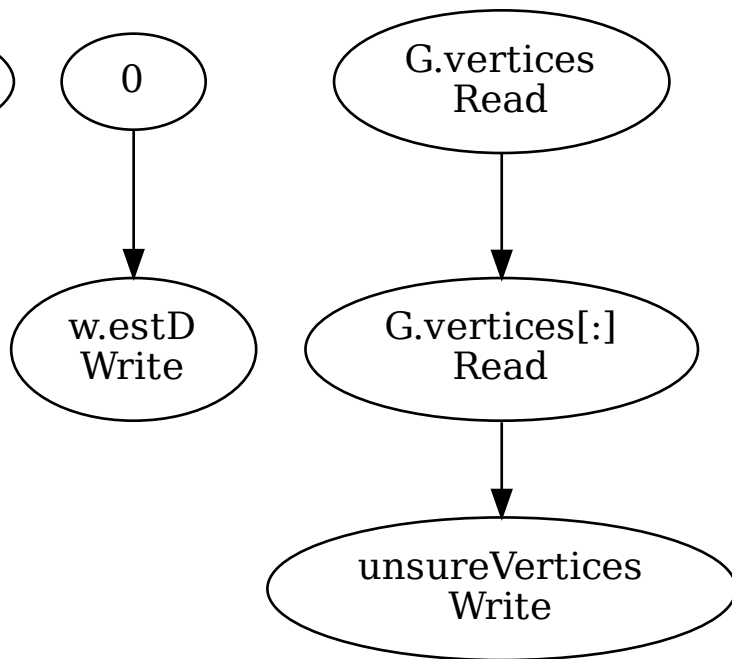 0
w.estD
Write
G.vertices
Read
G.vertices[:]
Read
unsureVertices
Write